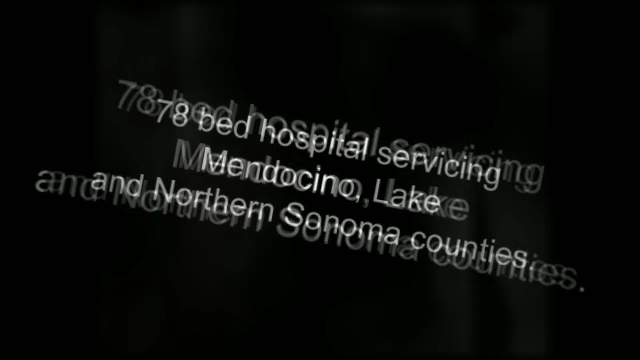 78 bed hospital servicing
Mendocino, Lake
and Northern Sonoma counties.